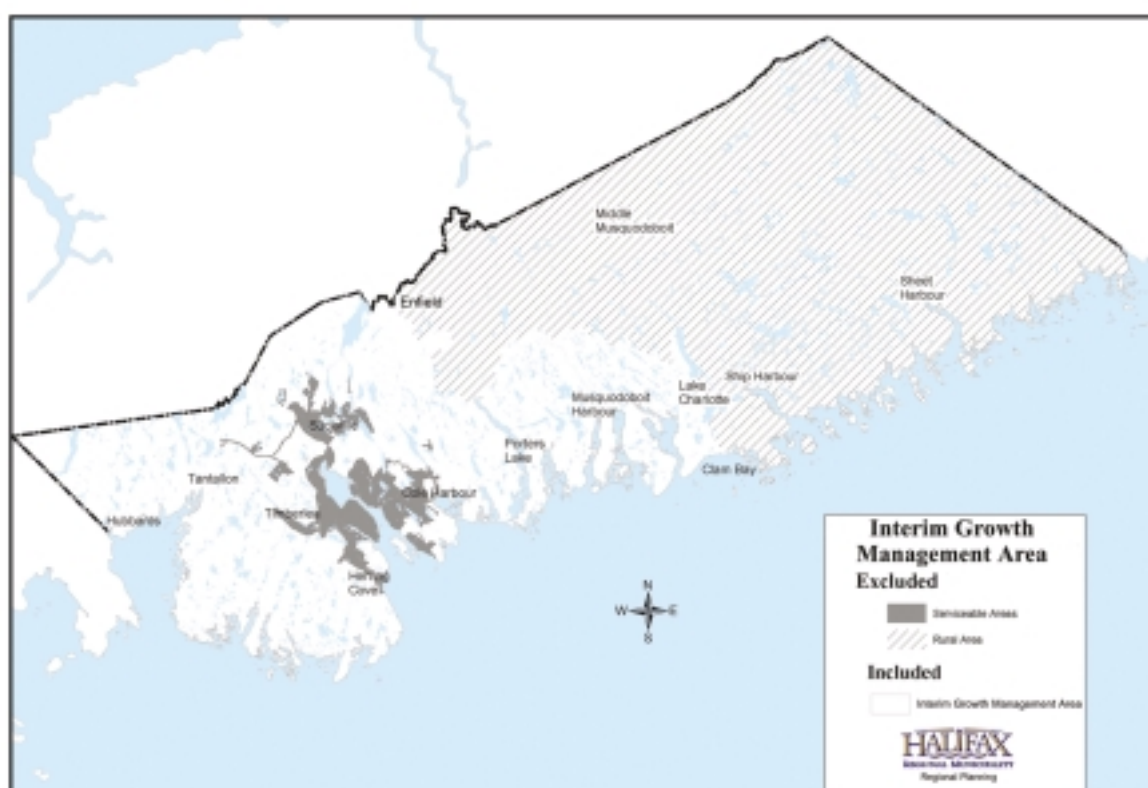 Middle
Musquodoboit
Sheet
Harbour
Enfield
Ship Harbour
Lake
Charlotte
Musquodoboit
Harbour
Porters
Lake
Clam Bay
Tantallon
Cole Harbour
Hubbards
Timberlea
Herring
Cove
N
W E
S
Interim Growth
Management Area
Excluded
Serviceable Areas
Rural Area
Included
Interim Growth Management Area
HALIFAX
REGIONAL MUNICIPALITY
Regional Planning